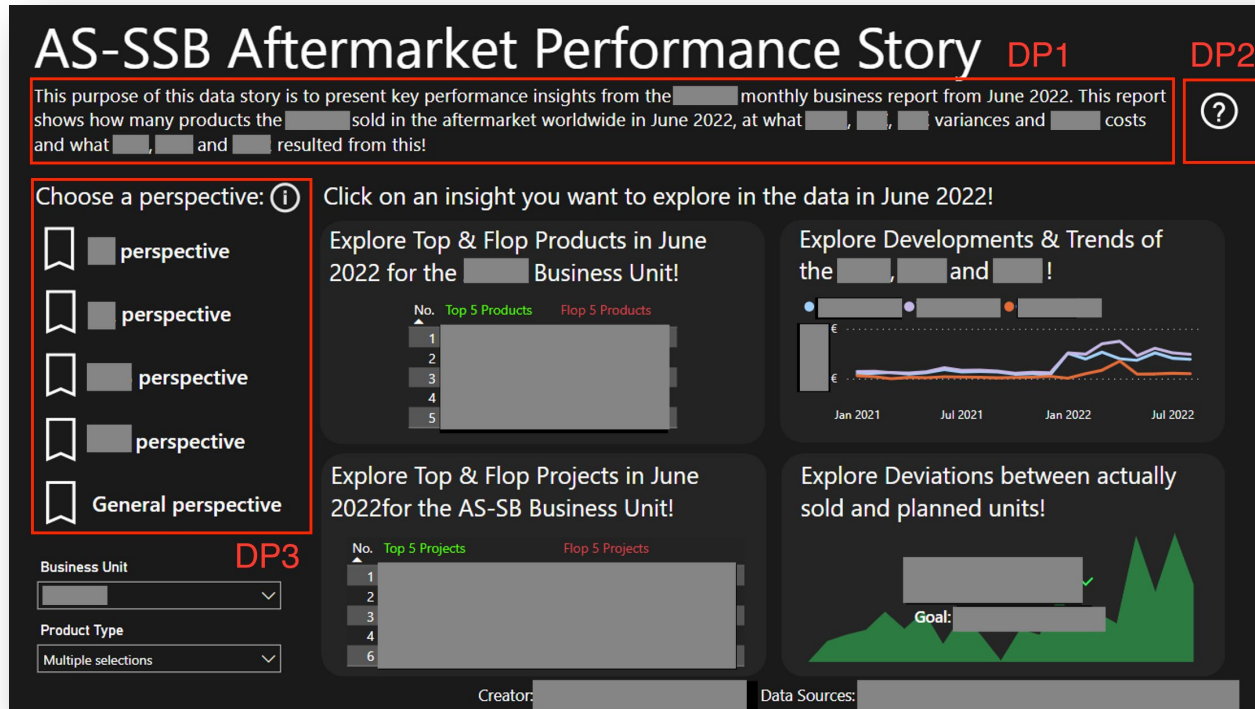 AS-SSB Aftermarket Performance Story DP1 DP2
This purpose of this data story is to present key performance insights from the monthly business report from June 2022. This report
shows how many products the sold in the aftermarket worldwide in June 2022, at what , , variances and costs
and what , and resulted from this!
Choose a perspective:
perspective
perspective
perspective
perspective
General perspective
DP3
Business Unit
Product Type
Multiple selections
Click on an insight you want to explore in the data in June 2022!
Explore Top & Flop Products in June
2022 for the Business Unit!
No. Top 5 Products Flop 5 Products
1
2
3
4
5
Explore Developments & Trends of
the , and !
€
€
Jan 2021 Jul 2021 Jan 2022 Jul 2022
Explore Top & Flop Projects in June
2022for the AS-SB Business Unit!
No. Top 5 Projects Flop 5 Projects
1
2
3
4
6
Explore Deviations between actually
sold and planned units!
Goal:
Creator: Data Sources: